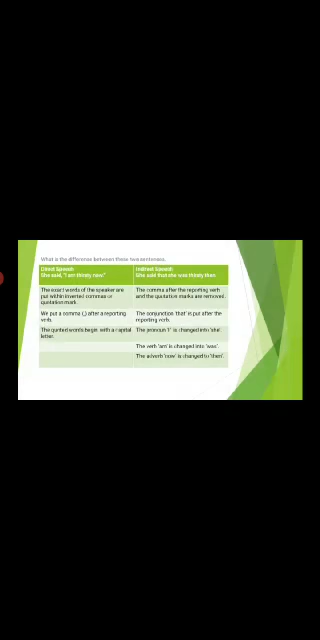 What is the difference between these two sentences.
Direct Speech
She said, "I am thirsty now."
Indirect Speech
She said that she was thirsty then.
The exact words of the speaker are
put within inverted commas or
quotation mark.
The comma after the reporting verb
and the quotation marks are removed.
We put a comma (,) after a reporting
verb.
The conjunction 'that' is put after the
reporting verb.
The quoted words begin with a capital
letter.
The pronoun 'I' is changed into 'she'.
The verb 'am' is changed into 'was'.
The adverb 'now' is changed to 'then'.